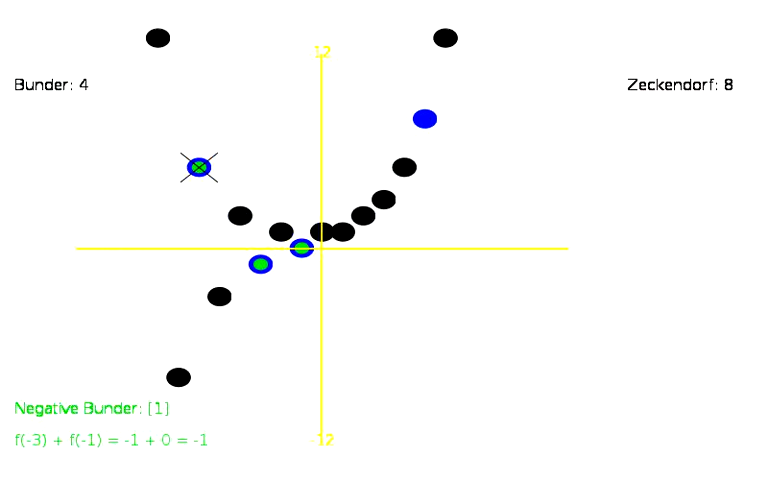 12
Bunder: 4
Zeckendorf: 8
Negative Bunder: [1]
f(-3) + f(-1) = -1 + 0 = -1
-12